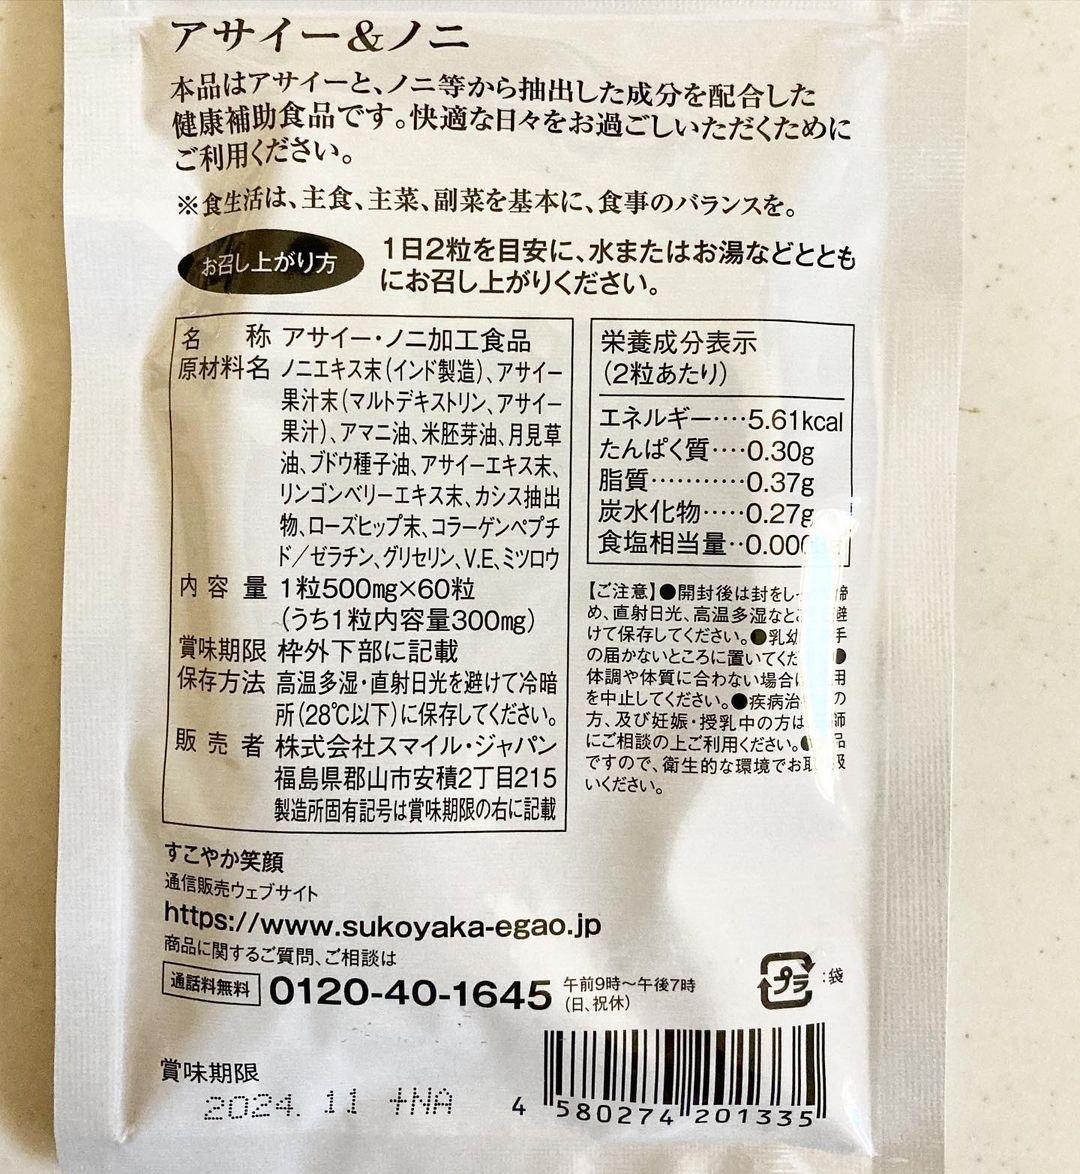 アサイー&ノニ
本品はアサイーと、ノニ等から抽出した成分を配合した
健康補助食品です。快適な日々をお過ごしいただくために
ご利用ください。
※食生活は、主食、主菜、副菜を基本に、食事のバランスを。
お召し上がり方
1日2粒を目安に、水またはお湯などととも
にお召し上がりください。
名称 アサイー・ノニ加工食品
原材料名 ノニエキス末(インド製造)、アサイー
果汁末(マルトデキストリン、アサイー
果汁)、アマニ油、米胚芽油、月見草
油、ブドウ種子油、アサイーエキス末、
リンゴンベリーエキス末、カシス抽出
物、ローズヒップ末、コラーゲンペプチ
ド/ゼラチン、グリセリン、V.E、ミツロウ
内容量 1粒500mg×60粒
(うち1粒内容量300mg)
賞味期限 枠外下部に記載
保存方法 高温多湿・直射日光を避けて冷暗
所(28℃以下)に保存してください。
販売者 株式会社スマイル・ジャパン
福島県郡山市安積2丁目215
製造所固有記号は賞味期限の右に記載
栄養成分表示
(2粒あたり)
エネルギー‥‥5.61kcal
たんぱく質‥‥0.30g
脂質‥‥‥‥‥0.37g
炭水化物‥‥‥0.27g
食塩相当量‥0.00
【ご注意】●開封後は封をし 締
め、直射日光、高温多湿など 避
けて保存してください。●乳幼 手
の届かないところに置いてくだ ●
体調や体質に合わない場合 用
を中止してください。●疾病治 の
方、及び妊娠・授乳中の方は 師
にご相談の上ご利用ください。● 品
ですので、衛生的な環境でお取 扱
いください。
すこやか笑顔
通信販売ウェブサイト
https://www.sukoyaka-egao.jp
商品に関するご質問、ご相談は
通話料無料 0120-40-1645 午前9時～午後7時
(日、祝休)
プラ :袋
賞味期限
2024. 11 +NA
4 580274 201335